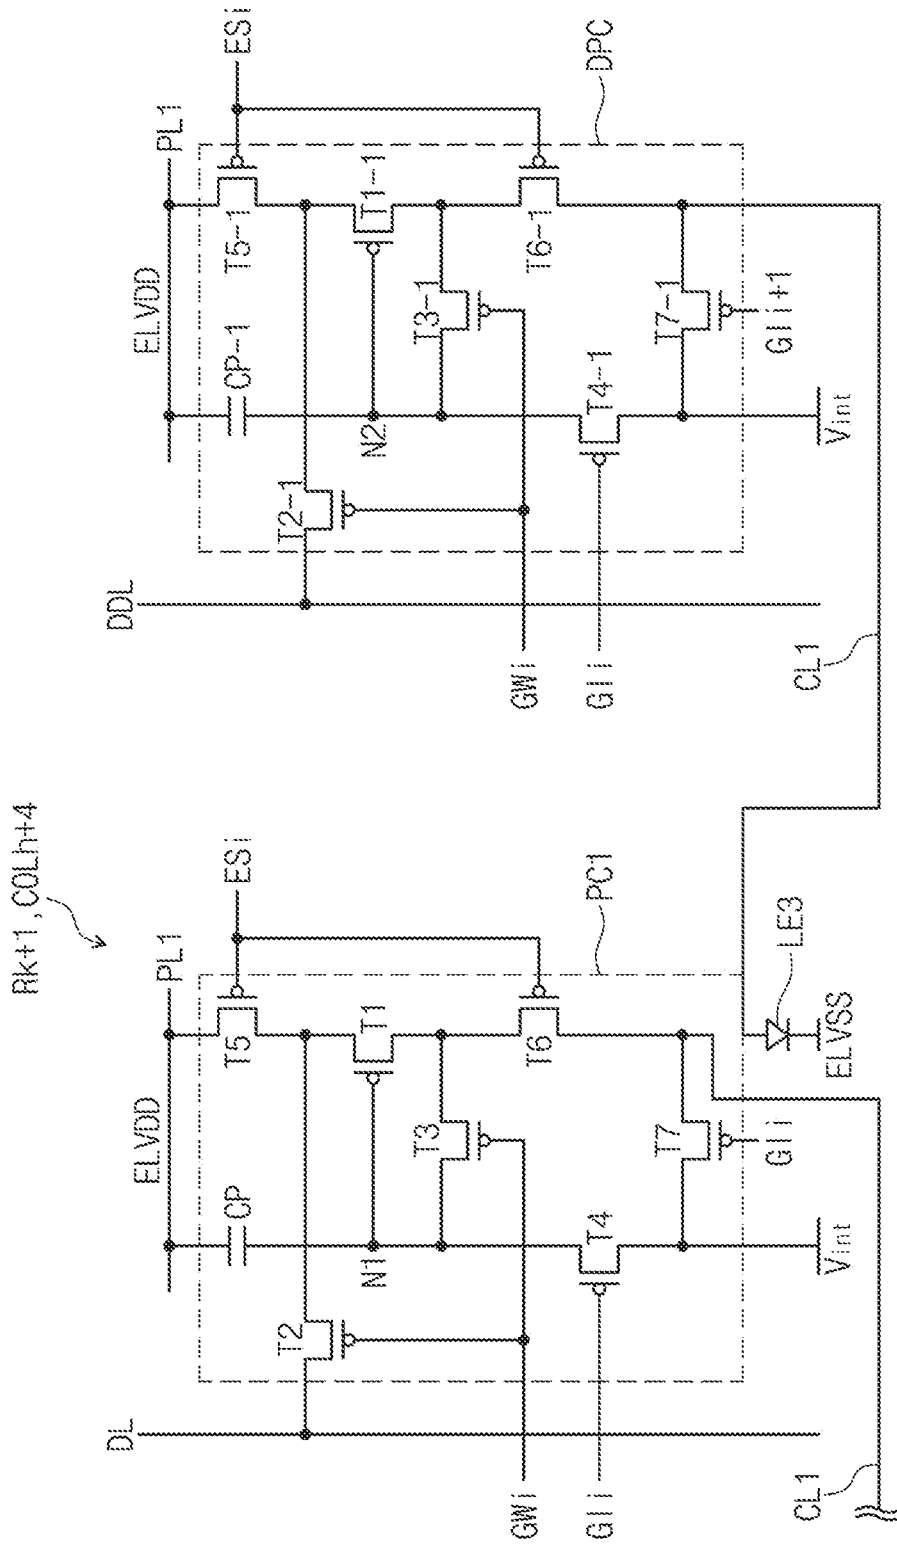 Rk+1, COLh+4
DL
ELVDD
PL1
CP
T5
ESi
T2
N1
T1
T3
T6
GWi
GIi
T4
T7
GIi
PC1
Vint
ELVSS
LE3
CL1
DDL
ELVDD
PL1
CP-1
T5-1
ESi
T2-1
N2
T1-1
T3-1
T6-1
GWi
GIi
T4-1
T7-1
GIi+1
DPC
Vint
CL1